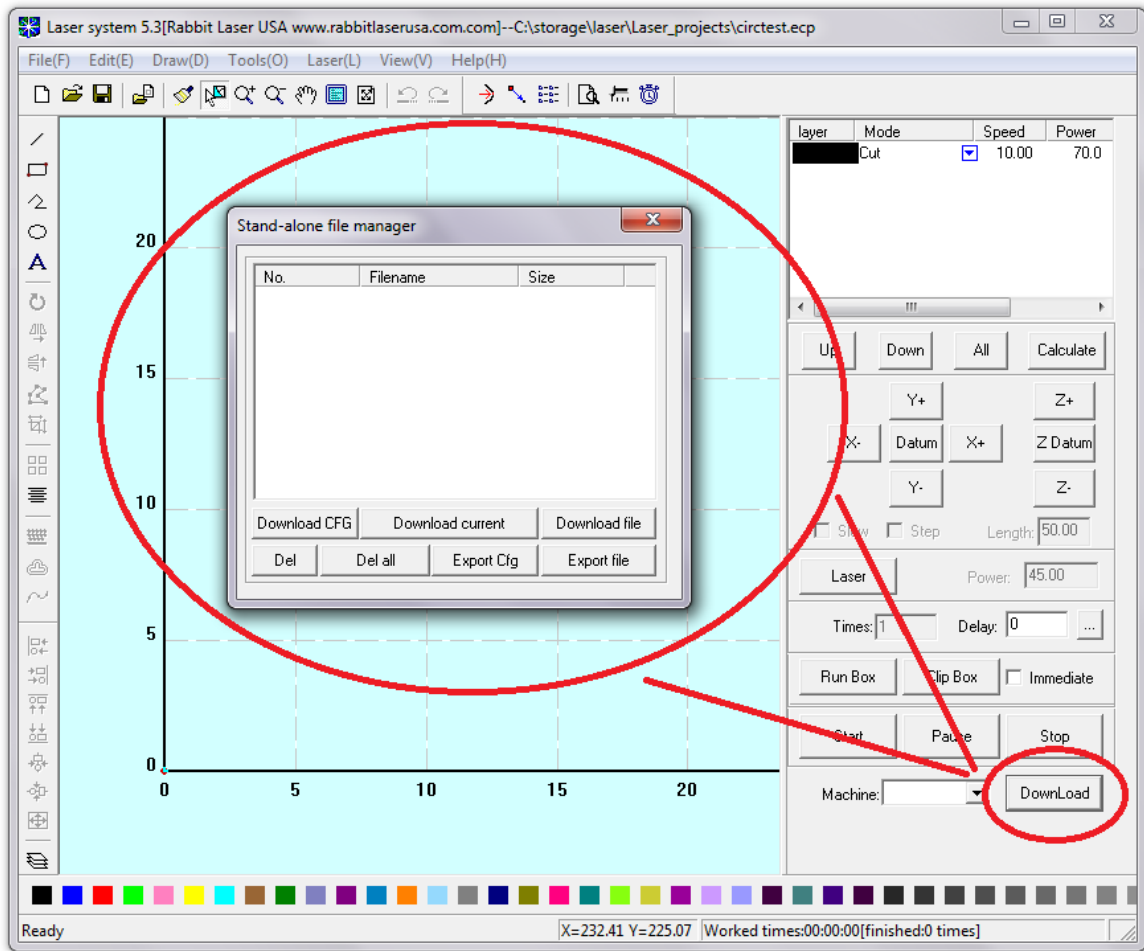 Laser system 5.3[Rabbit Laser USA www.rabbitlaserusa.com.com]--C:\storage\laser\Laser_projects\circtest.ecp
File(F) Edit(E) Draw(D) Tools(O) Laser(L) View(V) Help(H)
layer Mode Speed Power
Cut 10.00 70.0
A
20
15
10
5
0
0 5 10 15 20
Stand-alone file manager
No. Filename Size
Download CFG Download current Download file
Del Del all Export Cfg Export file
Up Down All Calculate
Y+ Z+
X- Datum X+ Z Datum
Y- Z-
Slow Step Length: 50.00
Laser Power: 45.00
Times: 1 Delay: 0 ...
Run Box Clip Box Immediate
Start Pause Stop
Machine: DownLoad
Ready X=232.41 Y=225.07 Worked times:00:00:00[finished:0 times]